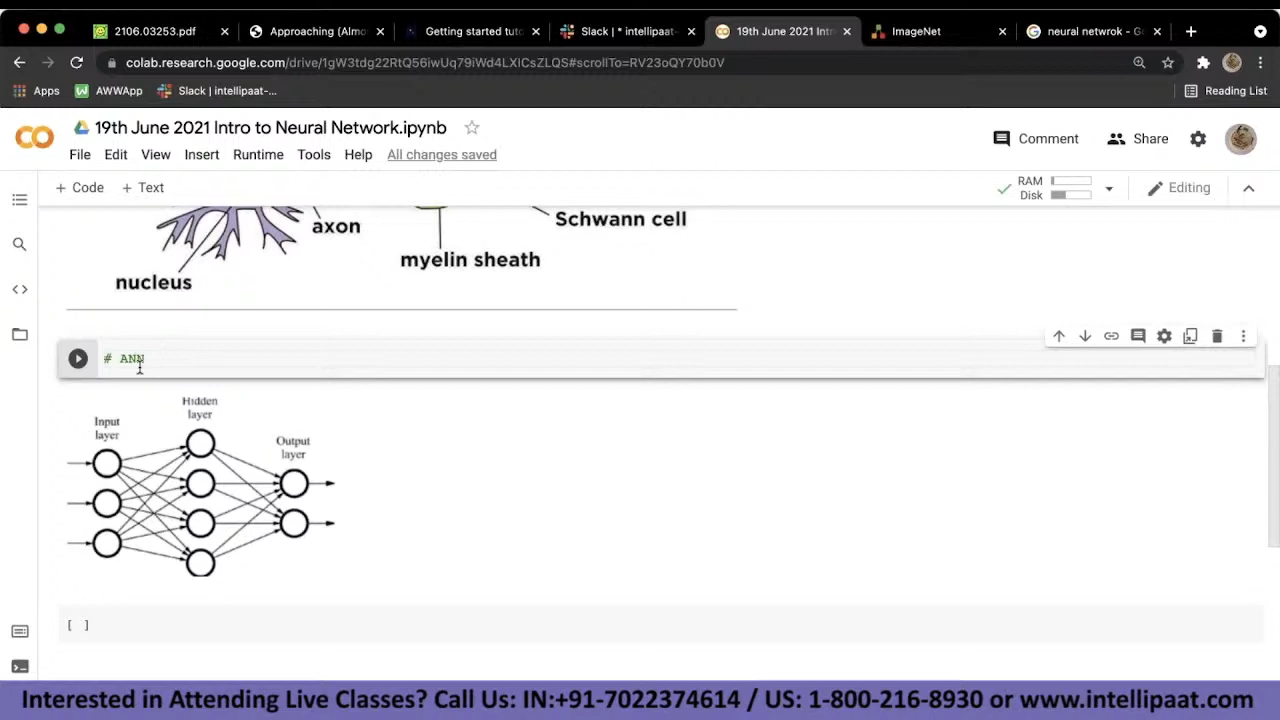 2106.03253.pdf
Approaching (Almo
Getting started tuto
Slack | * intellipaat-
19th June 2021 Intr
ImageNet
neural netwrok - Go
colab.research.google.com/drive/1gW3tdg22RtQ56iwUq79iWd4LXICsZLQS#scrollTo=RV23oQY70b0V
Apps
AWWApp
Slack | intellipaat-...
Reading List
19th June 2021 Intro to Neural Network.ipynb
Comment
Share
File Edit View Insert Runtime Tools Help All changes saved
+ Code + Text
RAM
Disk
Editing
axon
Schwann cell
myelin sheath
nucleus
# ANN
Hidden
layer
Input
layer
Output
layer
[ ]
Interested in Attending Live Classes? Call Us: IN:+91-7022374614 / US: 1-800-216-8930 or www.intellipaat.com